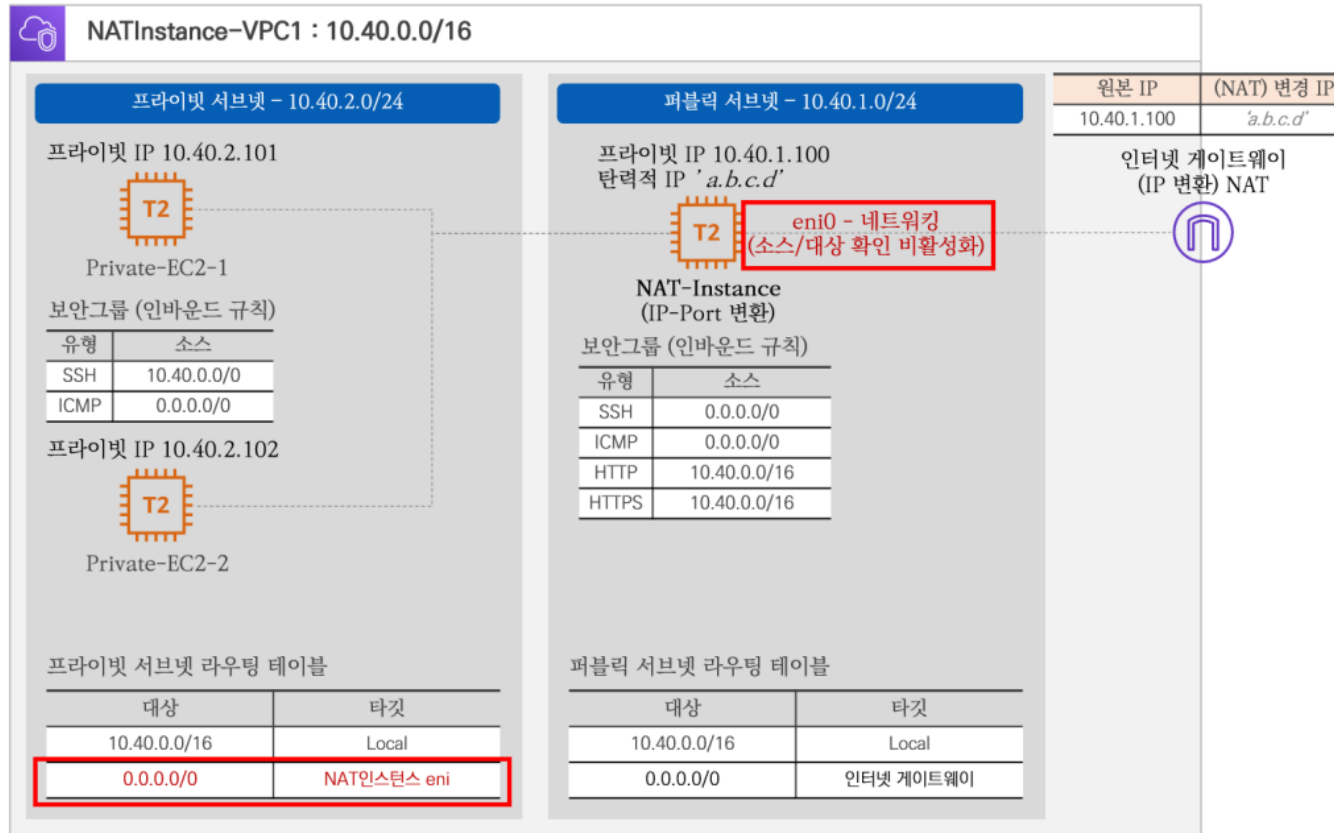 NATInstance-VPC1 : 10.40.0.0/16
프라이빗 서브넷 - 10.40.2.0/24
프라이빗 IP 10.40.2.101
T2
Private-EC2-1
보안그룹 (인바운드 규칙)
유형 소스
SSH 10.40.0.0/0
ICMP 0.0.0.0/0
프라이빗 IP 10.40.2.102
T2
Private-EC2-2
프라이빗 서브넷 라우팅 테이블
대상 타깃
10.40.0.0/16 Local
0.0.0.0/0 NAT인스턴스 eni
퍼블릭 서브넷 - 10.40.1.0/24
프라이빗 IP 10.40.1.100
탄력적 IP ' a.b.c.d'
T2
eni0 - 네트워킹
(소스/대상 확인 비활성화)
NAT-Instance
(IP-Port 변환)
보안그룹 (인바운드 규칙)
유형 소스
SSH 0.0.0.0/0
ICMP 0.0.0.0/0
HTTP 10.40.0.0/16
HTTPS 10.40.0.0/16
퍼블릭 서브넷 라우팅 테이블
대상 타깃
10.40.0.0/16 Local
0.0.0.0/0 인터넷 게이트웨이
원본 IP (NAT) 변경 IP
10.40.1.100 'a.b.c.d'
인터넷 게이트웨이
(IP 변환) NAT